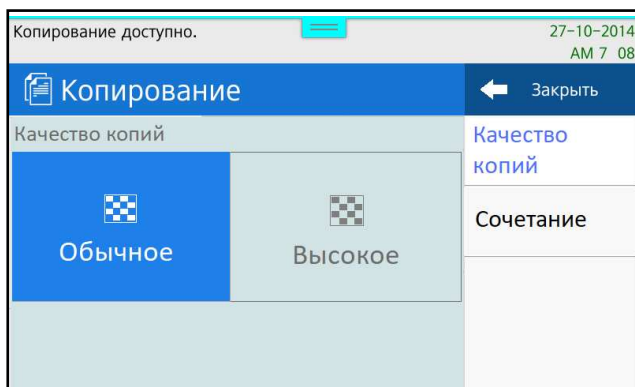 Копирование доступно.
27-10-2014
AM 7 08
Копирование
Закрыть
Качество копий
Обычное
Высокое
Качество
копий
Сочетание